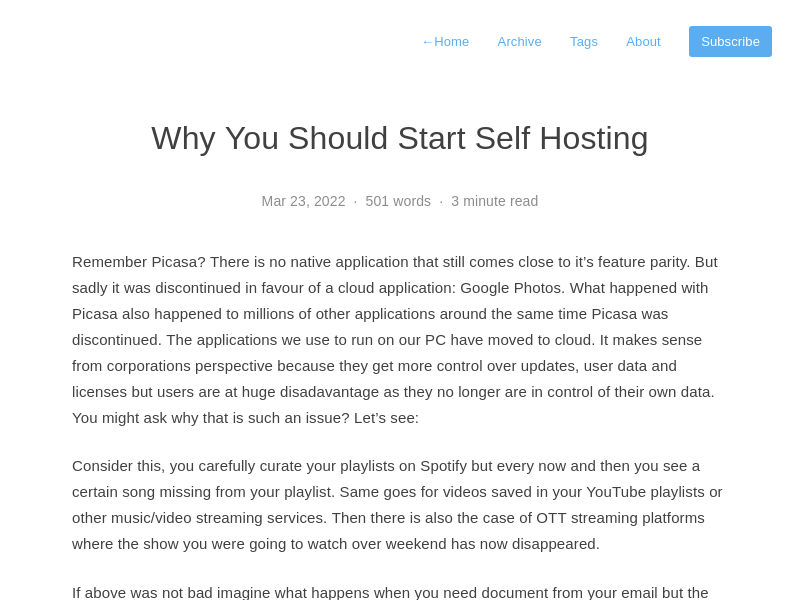 ←Home Archive Tags About Subscribe
Why You Should Start Self Hosting
Mar 23, 2022 · 501 words · 3 minute read
Remember Picasa? There is no native application that still comes close to it’s feature parity. But
sadly it was discontinued in favour of a cloud application: Google Photos. What happened with
Picasa also happened to millions of other applications around the same time Picasa was
discontinued. The applications we use to run on our PC have moved to cloud. It makes sense
from corporations perspective because they get more control over updates, user data and
licenses but users are at huge disadavantage as they no longer are in control of their own data.
You might ask why that is such an issue? Let’s see:
Consider this, you carefully curate your playlists on Spotify but every now and then you see a
certain song missing from your playlist. Same goes for videos saved in your YouTube playlists or
other music/video streaming services. Then there is also the case of OTT streaming platforms
where the show you were going to watch over weekend has now disappeared.
If above was not bad imagine what happens when you need document from your email but the